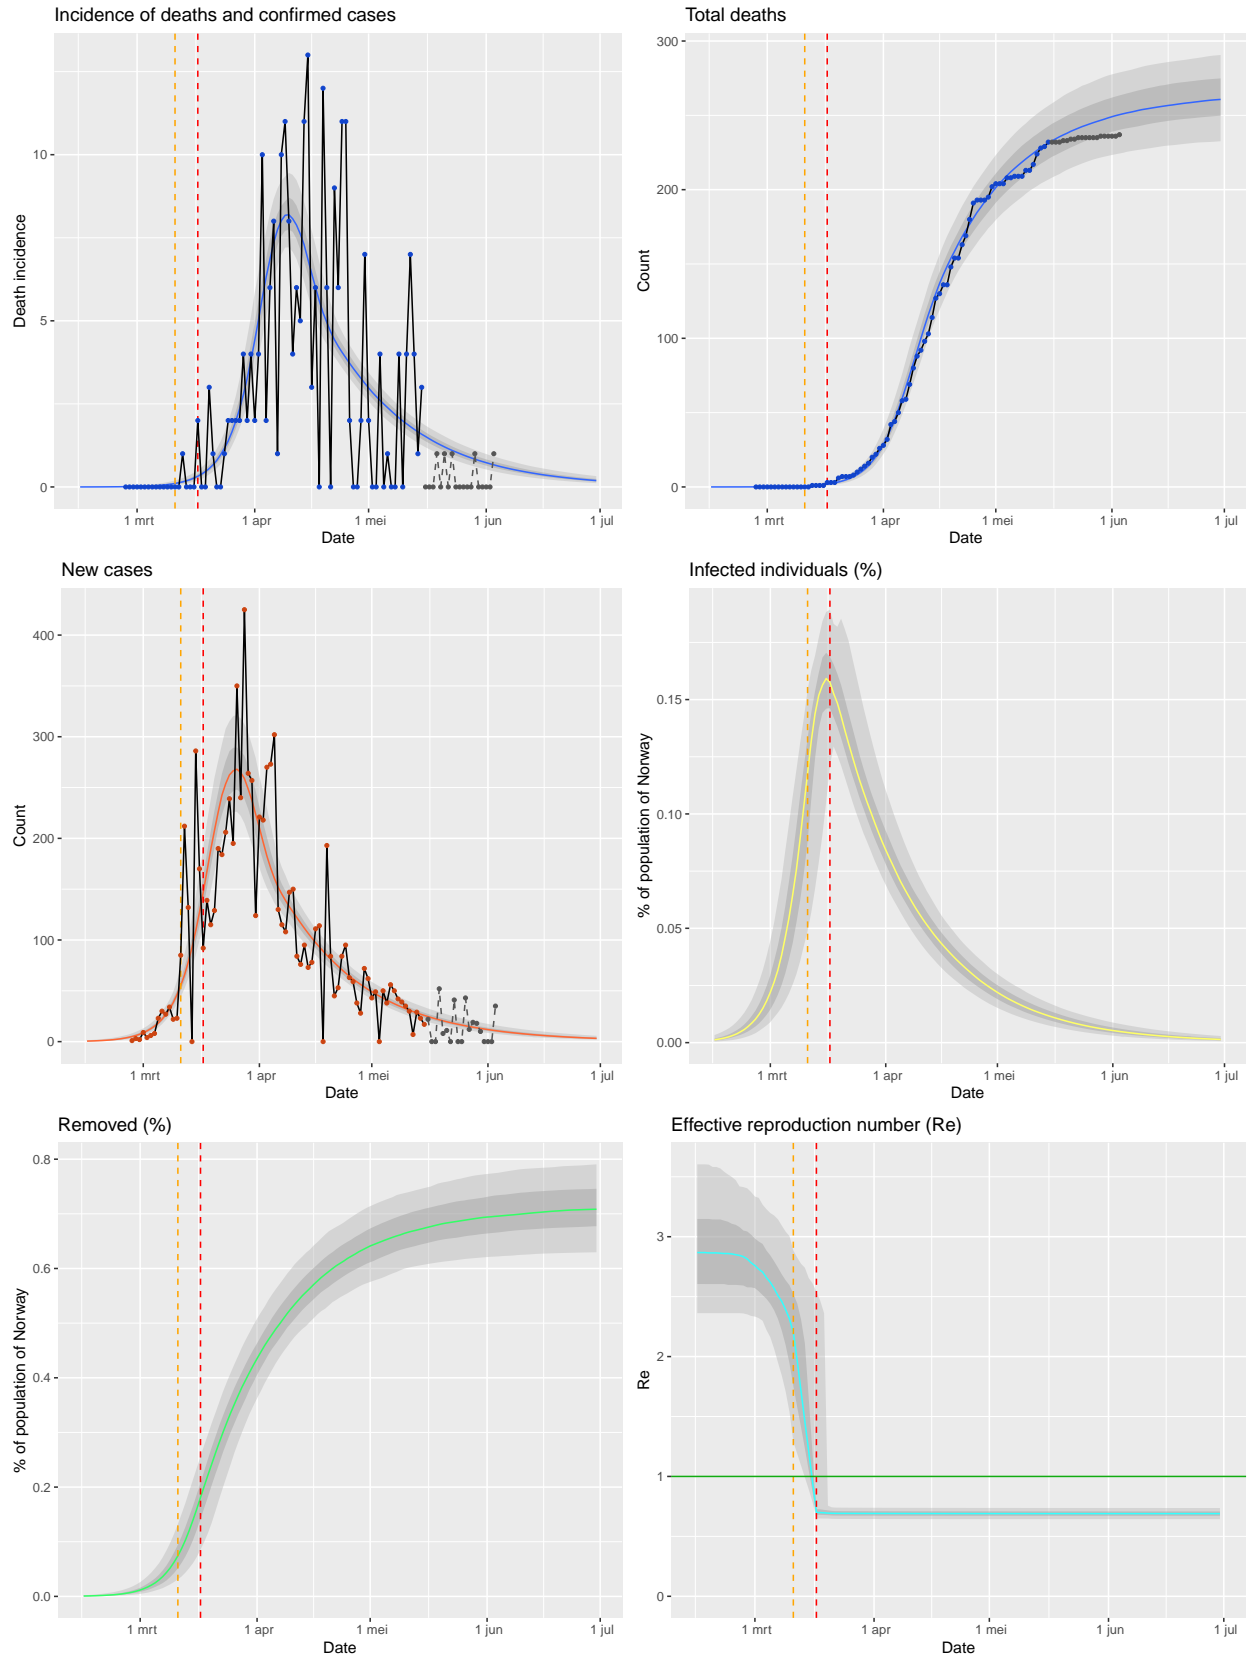 Incidence of deaths and confirmed cases
Death incidence
10
5
0
1 mrt 1 apr 1 mei 1 jun 1 jul
Date
Total deaths
Count
300
200
100
0
1 mrt 1 apr 1 mei 1 jun 1 jul
Date
New cases
Count
400
300
200
100
0
1 mrt 1 apr 1 mei 1 jun 1 jul
Date
Infected individuals (%)
% of population of Norway
0.15
0.10
0.05
0.00
1 mrt 1 apr 1 mei 1 jun 1 jul
Date
Removed (%)
% of population of Norway
0.8
0.6
0.4
0.2
0.0
1 mrt 1 apr 1 mei 1 jun 1 jul
Date
Effective reproduction number (Re)
Re
3
2
1
0
1 mrt 1 apr 1 mei 1 jun 1 jul
Date